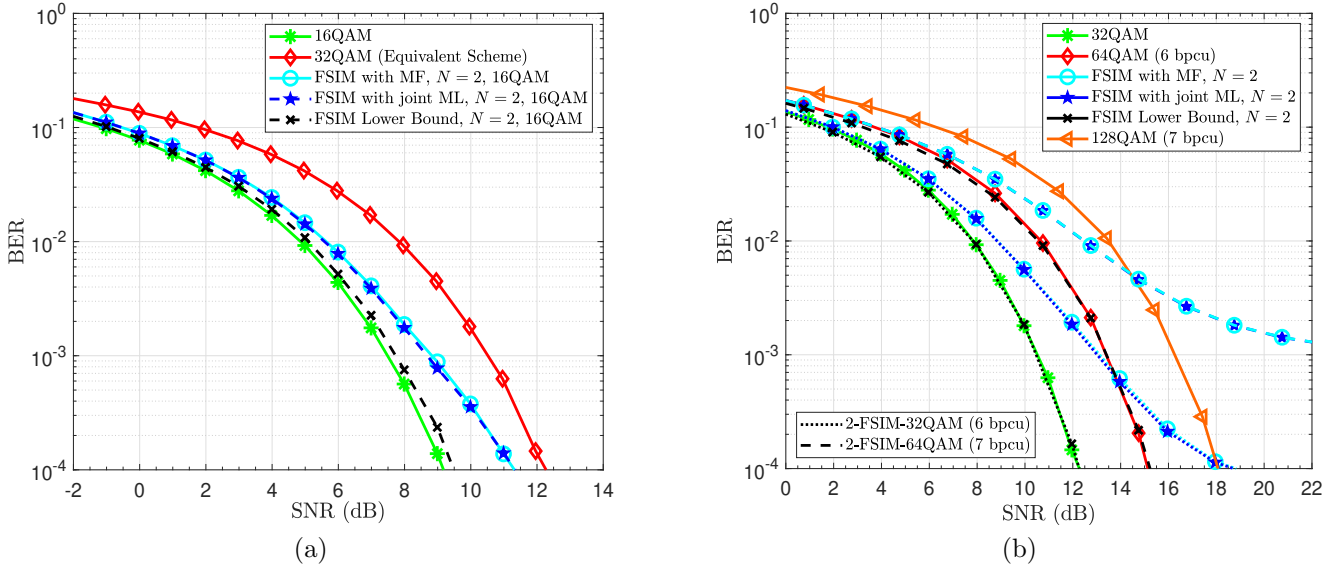 10^0
10^-1
10^-2
10^-3
10^-4
BER
16QAM
32QAM (Equivalent Scheme)
FSIM with MF, N = 2, 16QAM
FSIM with joint ML, N = 2, 16QAM
FSIM Lower Bound, N = 2, 16QAM
-2 0 2 4 6 8 10 12 14
SNR (dB)
(a)
10^0
10^-1
10^-2
10^-3
10^-4
BER
32QAM
64QAM (6 bpcu)
FSIM with MF, N = 2
FSIM with joint ML, N = 2
FSIM Lower Bound, N = 2
128QAM (7 bpcu)
2-FSIM-32QAM (6 bpcu)
2-FSIM-64QAM (7 bpcu)
0 2 4 6 8 10 12 14 16 18 20 22
SNR (dB)
(b)